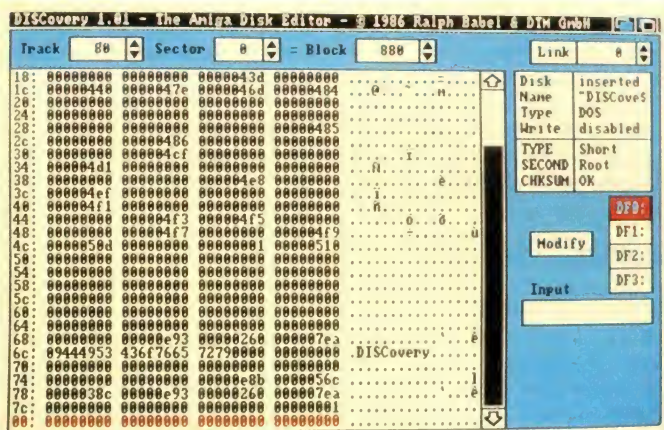 DISCovery 1.01 - The Amiga Disk Editor - © 1986 Ralph Babel & DTM GmbH
Track 80 Sector 0 = Block 880 Link 0
18: 00000000 00000000 0000043d 00000000
1c: 00000440 0000047e 0000046d 00000484
20: 00000000 00000000 00000000 00000000
24: 00000000 00000000 00000000 00000000
28: 00000000 00000000 00000000 00000485
2c: 00000000 00000486 00000000 00000000
30: 00000000 000004cf 00000000 00000000
34: 000004d1 00000000 00000000 00000000
38: 00000000 00000000 000004e8 00000000
3c: 000004ef 00000000 00000000 00000000
40: 000004f1 00000000 00000000 00000000
44: 00000000 000004f3 000004f5 00000000
48: 00000000 000004f7 00000000 000004f9
4c: 0000050d 00000000 00000001 00000510
50: 00000000 00000000 00000000 00000000
54: 00000000 00000000 00000000 00000000
58: 00000000 00000000 00000000 00000000
5c: 00000000 00000000 00000000 00000000
60: 00000000 00000000 00000000 00000000
64: 00000000 00000000 00000000 00000000
68: 00000000 00000e93 00000260 000007ea
6c: 09444953 436f7665 72790000 00000000 .DISCovery......
70: 00000000 00000000 00000000 00000000
74: 00000000 00000000 00000e8b 0000056c
78: 0000038c 00000e93 00000260 000007ea
7c: 00000000 00000000 00000000 00000001
00: 00000000 00000000 00000000 00000000
Disk inserted
Name "DISCove$
Type DOS
Write disabled
TYPE Short
SECOND Root
CHKSUM OK
DF0:
DF1:
DF2:
DF3:
Modify
Input